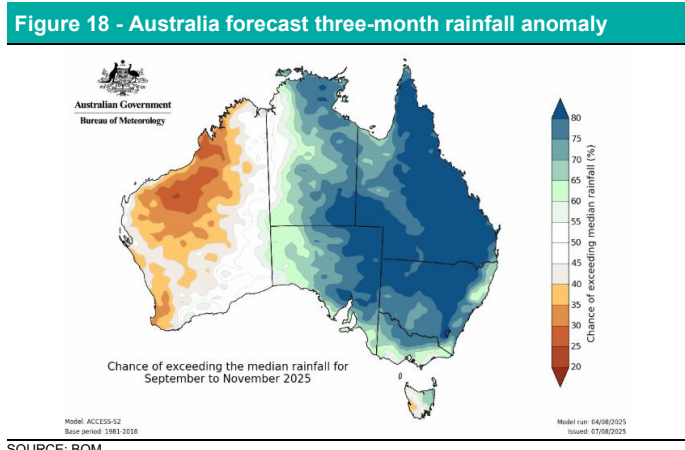 Figure 18 - Australia forecast three-month rainfall anomaly
Australian Government
Bureau of Meteorology
80
75
70
65
60
55
50
45
40
35
30
25
20
Chance of exceeding median rainfall (%)
Chance of exceeding the median rainfall for
September to November 2025
Model: ACCESS-S2
Base period: 1981-2018
Model run: 04/08/2025
Issued: 07/08/2025
SOURCE: BOM